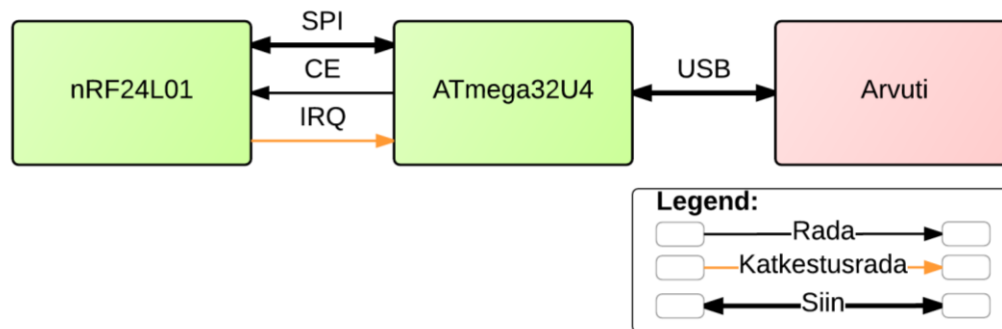 SPI
nRF24L01
CE
ATmega32U4
USB
Arvuti
IRQ
Legend:
Rada
Katkestusrada
Siin